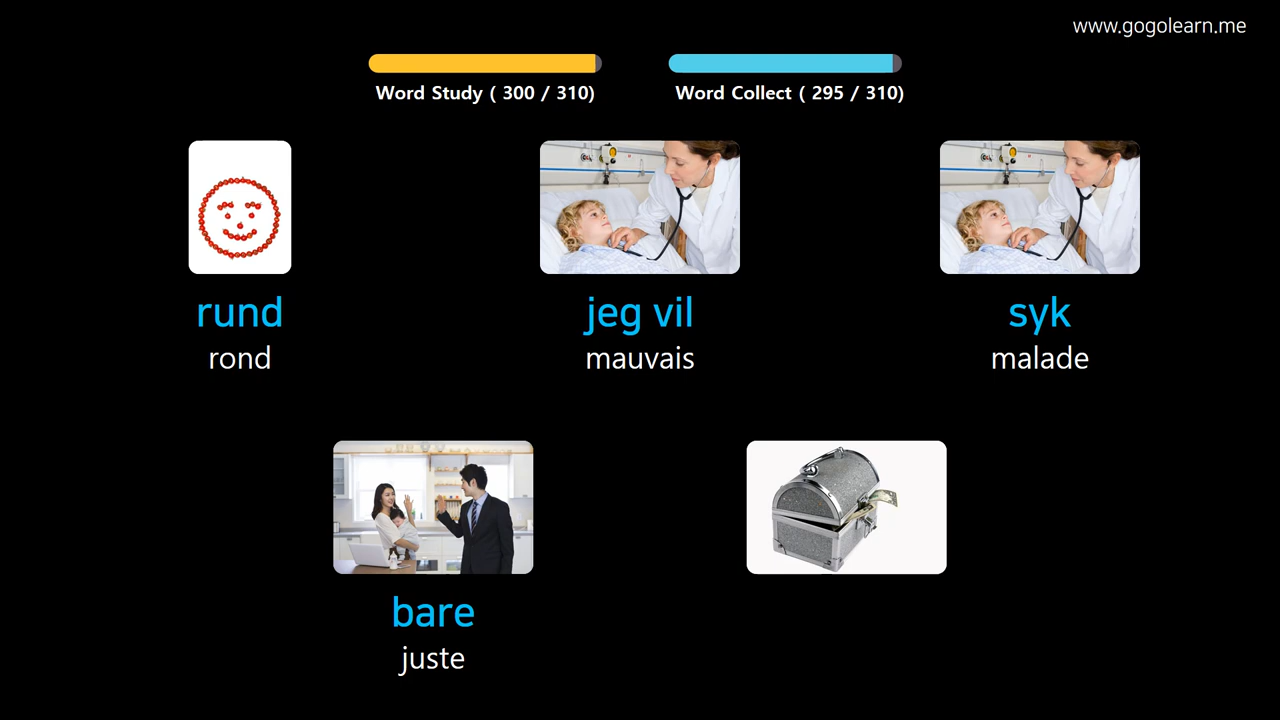 www.gogolearn.me
Word Study ( 300 / 310)
Word Collect ( 295 / 310)
rund
rond
jeg vil
mauvais
syk
malade
bare
juste